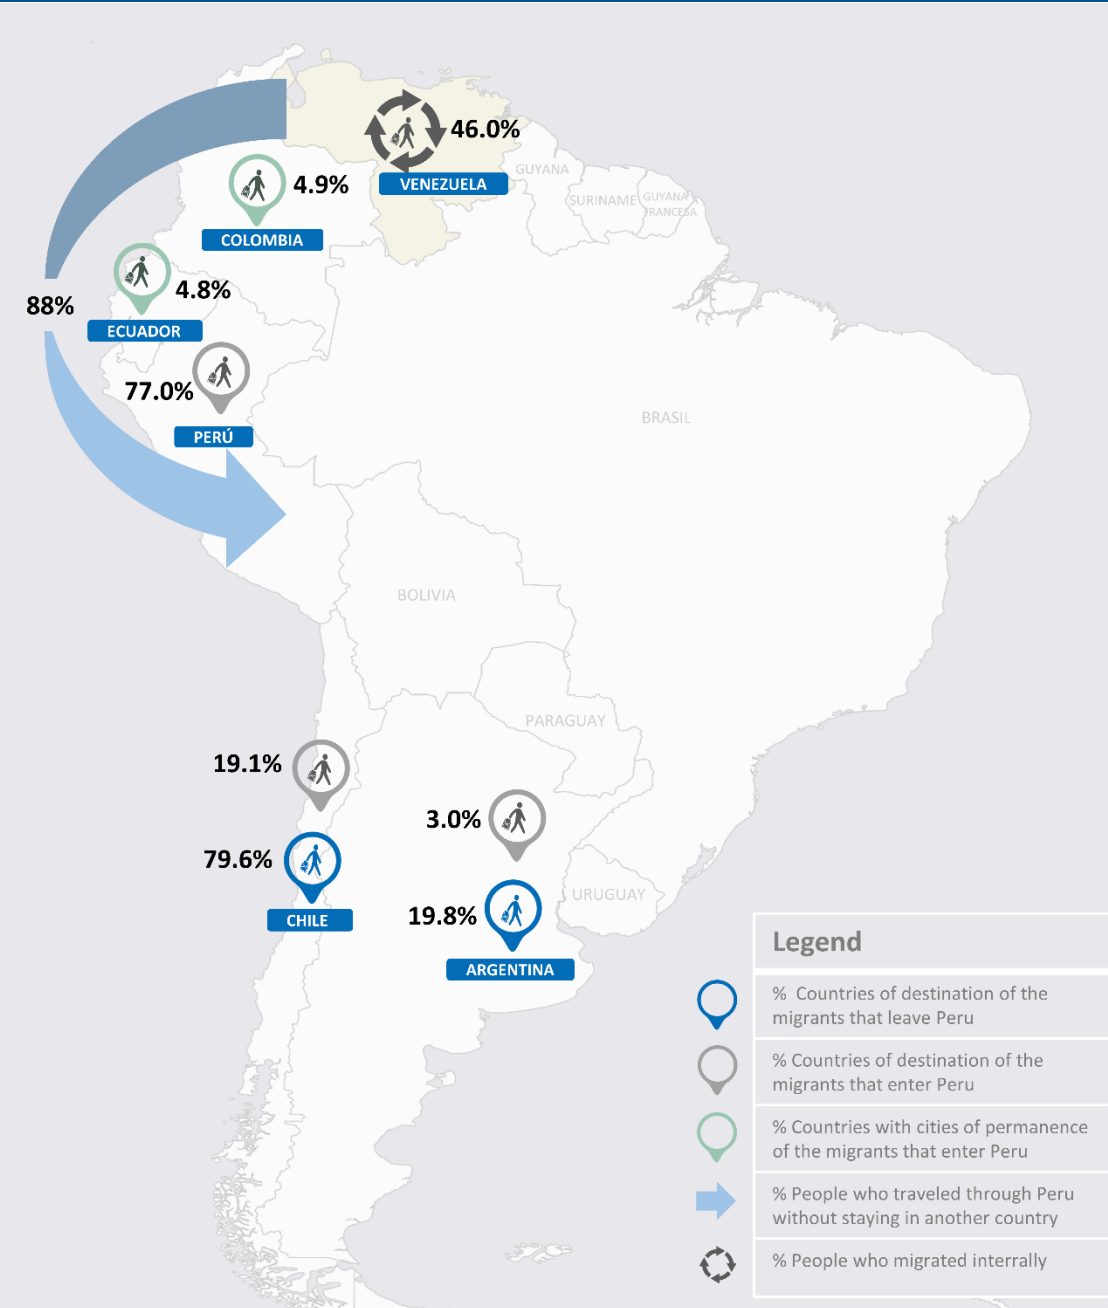 46.0%
VENEZUELA
GUYANA
SURINAME
GUYANA
FRANCESA
4.9%
COLOMBIA
4.8%
88%
ECUADOR
77.0%
PERÚ
BRASIL
BOLIVIA
PARAGUAY
19.1%
3.0%
79.6%
CHILE
URUGUAY
19.8%
ARGENTINA
Legend
% Countries of destination of the
migrants that leave Peru
% Countries of destination of the
migrants that enter Peru
% Countries with cities of permanence
of the migrants that enter Peru
% People who traveled through Peru
without staying in another country
% People who migrated interrally